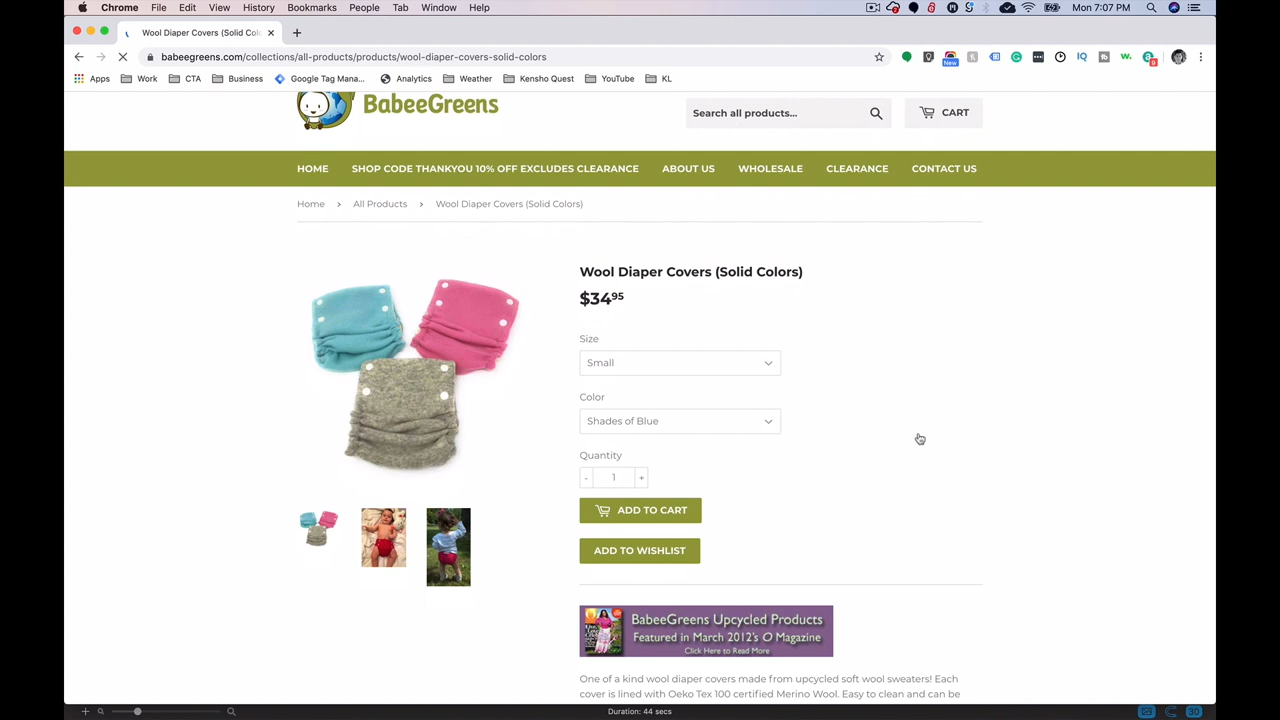 Chrome File Edit View History Bookmarks People Tab Window Help Mon 7:07 PM
Wool Diaper Covers (Solid Colo
babeegreens.com/collections/all-products/products/wool-diaper-covers-solid-colors
Apps Work CTA Business Google Tag Mana... Analytics Weather Kensho Quest YouTube KL
BabeeGreens
Search all products...
CART
HOME SHOP CODE THANKYOU 10% OFF EXCLUDES CLEARANCE ABOUT US WHOLESALE CLEARANCE CONTACT US
Home › All Products › Wool Diaper Covers (Solid Colors)
Wool Diaper Covers (Solid Colors)
$34.95
Size
Small
Color
Shades of Blue
Quantity
- 1 +
ADD TO CART
ADD TO WISHLIST
BabeeGreens Upcycled Products
Featured in March 2012's O Magazine
Click Here to Read More
One of a kind wool diaper covers made from upcycled soft wool sweaters! Each
cover is lined with Oeko Tex 100 certified Merino Wool. Easy to clean and can be
Duration: 44 secs